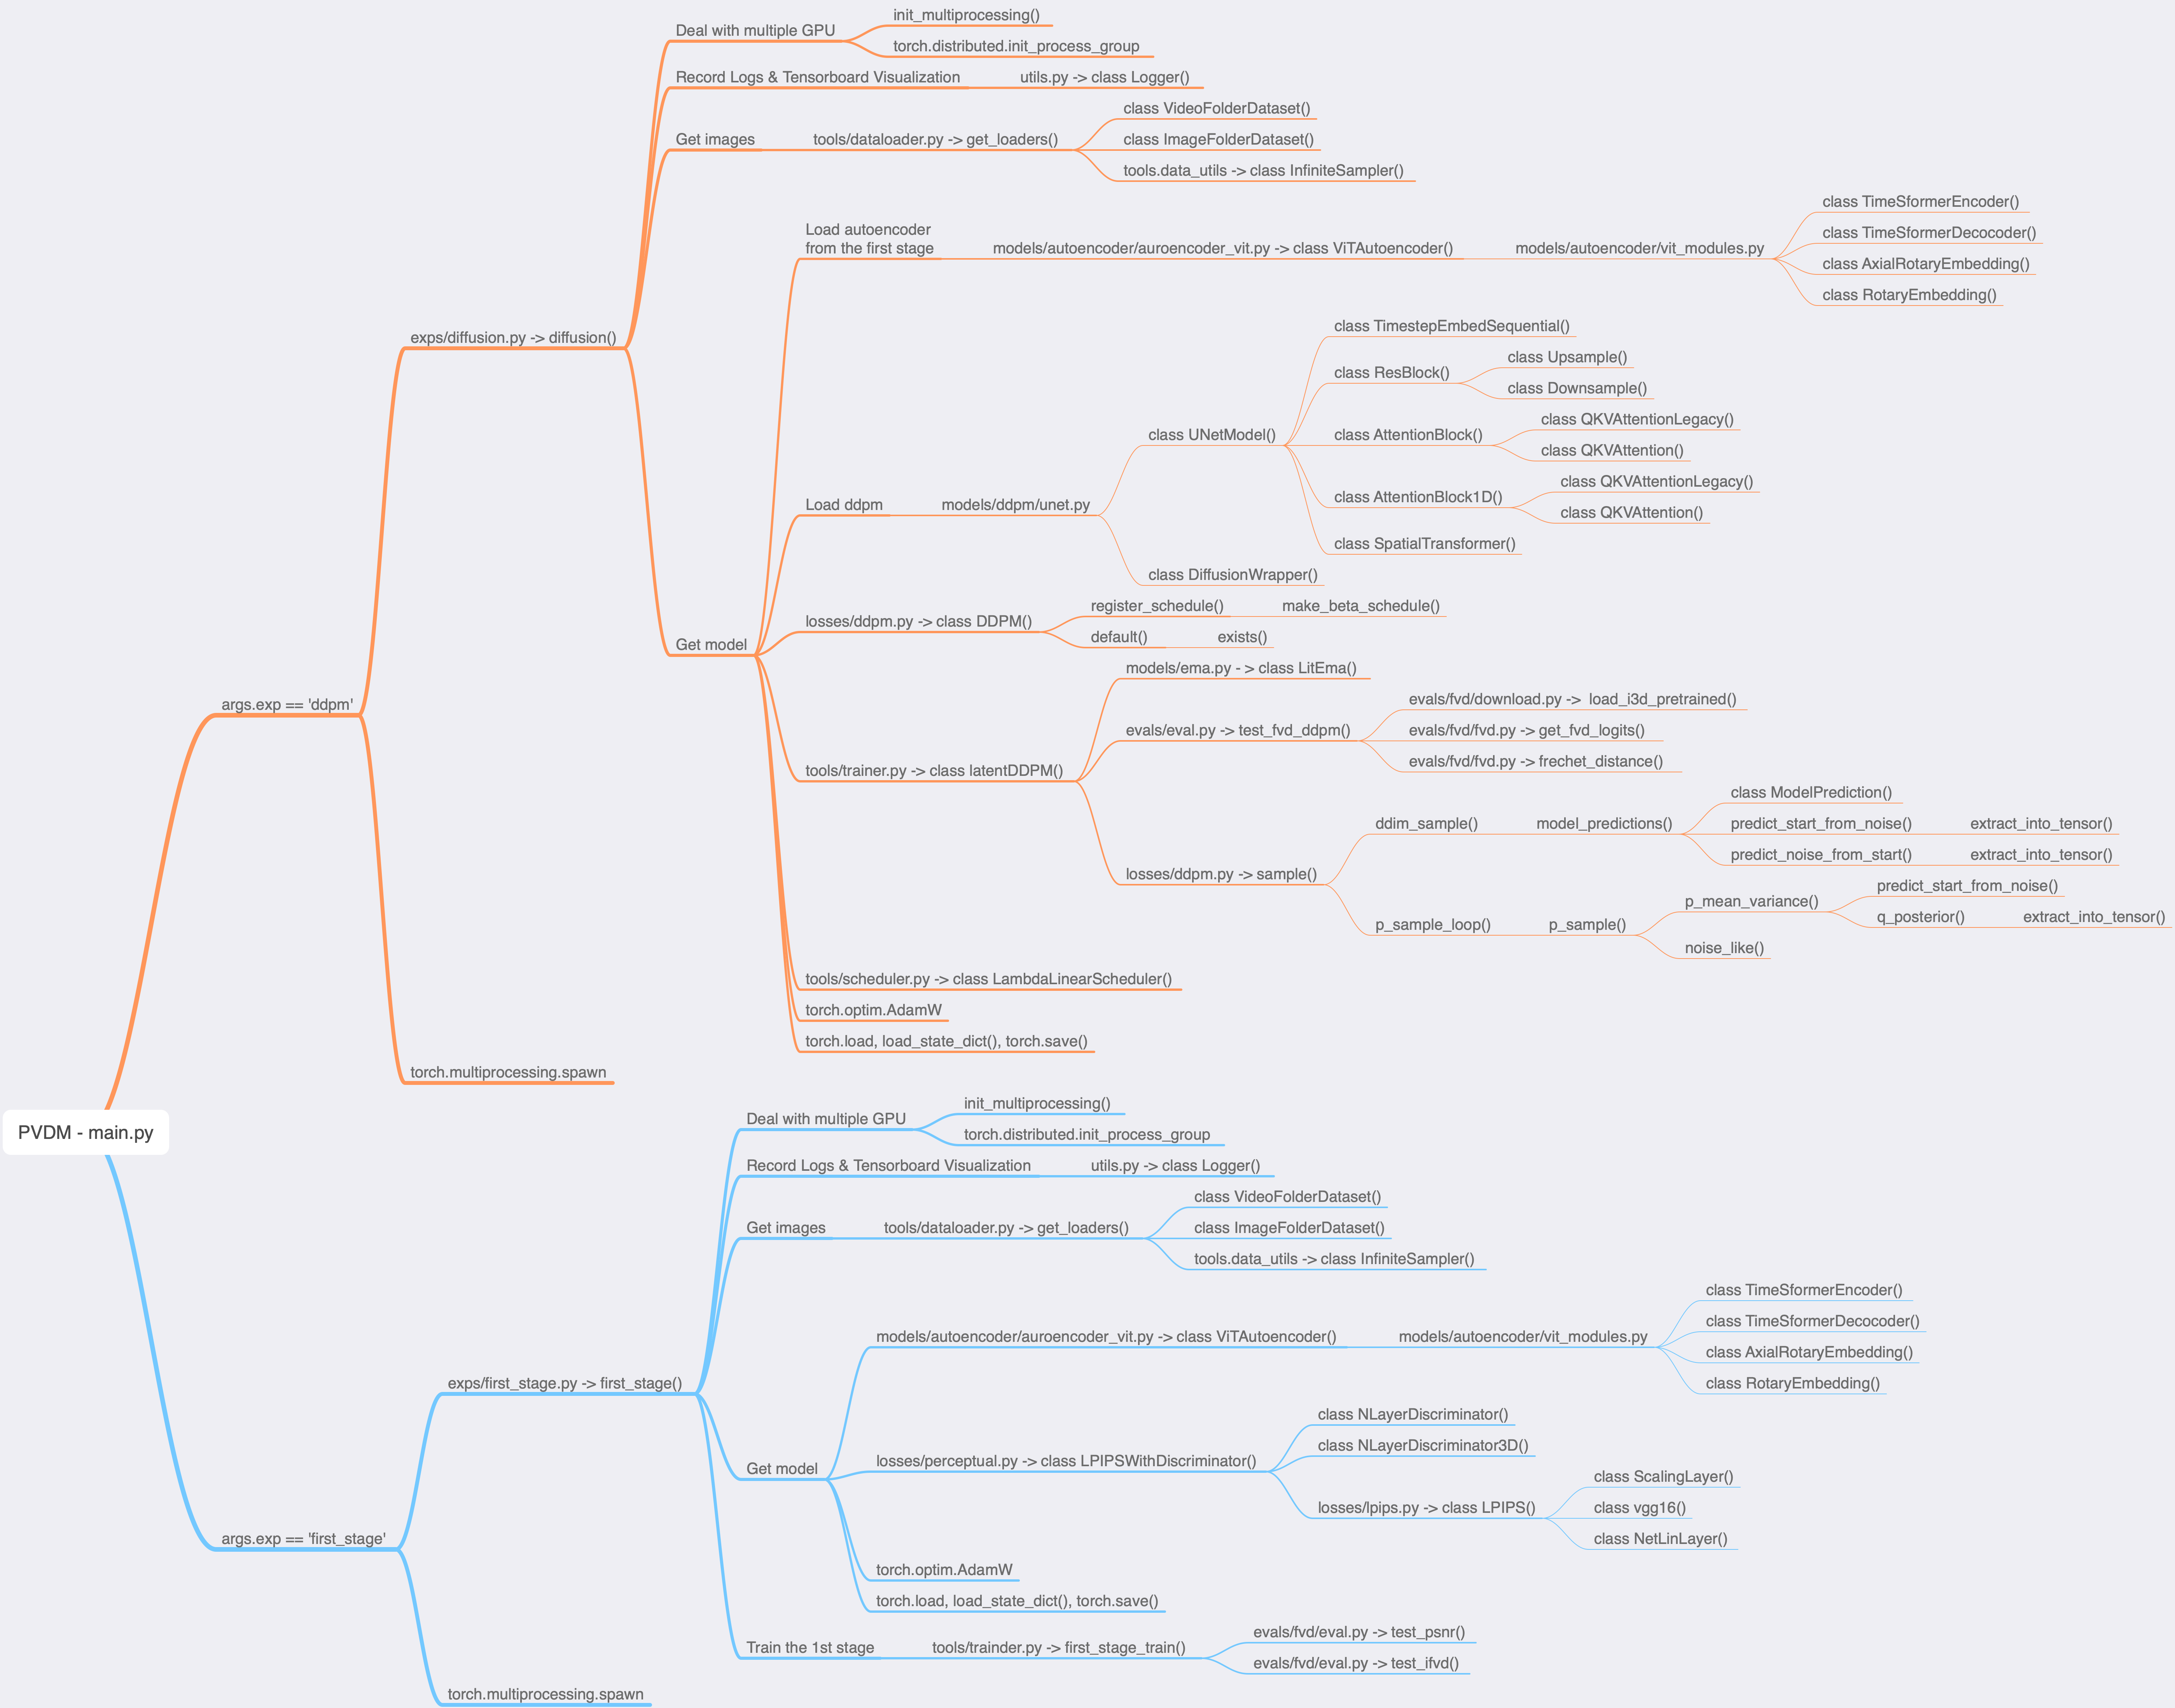 PVDM - main.py
args.exp == 'ddpm'
exps/diffusion.py -> diffusion()
Deal with multiple GPU
init_multiprocessing()
torch.distributed.init_process_group
Record Logs & Tensorboard Visualization
utils.py -> class Logger()
Get images
tools/dataloader.py -> get_loaders()
class VideoFolderDataset()
class ImageFolderDataset()
tools.data_utils -> class InfiniteSampler()
Get model
Load autoencoder
from the first stage
models/autoencoder/auroencoder_vit.py -> class ViTAutoencoder()
models/autoencoder/vit_modules.py
class TimeSformerEncoder()
class TimeSformerDecocoder()
class AxialRotaryEmbedding()
class RotaryEmbedding()
Load ddpm
models/ddpm/unet.py
class UNetModel()
class TimestepEmbedSequential()
class ResBlock()
class Upsample()
class Downsample()
class AttentionBlock()
class QKVAttentionLegacy()
class QKVAttention()
class AttentionBlock1D()
class QKVAttentionLegacy()
class QKVAttention()
class SpatialTransformer()
class DiffusionWrapper()
losses/ddpm.py -> class DDPM()
register_schedule()
make_beta_schedule()
default()
exists()
tools/trainer.py -> class latentDDPM()
models/ema.py - > class LitEma()
evals/eval.py -> test_fvd_ddpm()
evals/fvd/download.py ->  load_i3d_pretrained()
evals/fvd/fvd.py -> get_fvd_logits()
evals/fvd/fvd.py -> frechet_distance()
losses/ddpm.py -> sample()
ddim_sample()
model_predictions()
class ModelPrediction()
predict_start_from_noise()
extract_into_tensor()
predict_noise_from_start()
extract_into_tensor()
p_sample_loop()
p_sample()
p_mean_variance()
predict_start_from_noise()
q_posterior()
extract_into_tensor()
noise_like()
tools/scheduler.py -> class LambdaLinearScheduler()
torch.optim.AdamW
torch.load, load_state_dict(), torch.save()
torch.multiprocessing.spawn
args.exp == 'first_stage'
exps/first_stage.py -> first_stage()
Deal with multiple GPU
init_multiprocessing()
torch.distributed.init_process_group
Record Logs & Tensorboard Visualization
utils.py -> class Logger()
Get images
tools/dataloader.py -> get_loaders()
class VideoFolderDataset()
class ImageFolderDataset()
tools.data_utils -> class InfiniteSampler()
Get model
models/autoencoder/auroencoder_vit.py -> class ViTAutoencoder()
models/autoencoder/vit_modules.py
class TimeSformerEncoder()
class TimeSformerDecocoder()
class AxialRotaryEmbedding()
class RotaryEmbedding()
losses/perceptual.py -> class LPIPSWithDiscriminator()
class NLayerDiscriminator()
class NLayerDiscriminator3D()
losses/lpips.py -> class LPIPS()
class ScalingLayer()
class vgg16()
class NetLinLayer()
torch.optim.AdamW
torch.load, load_state_dict(), torch.save()
Train the 1st stage
tools/trainder.py -> first_stage_train()
evals/fvd/eval.py -> test_psnr()
evals/fvd/eval.py -> test_ifvd()
torch.multiprocessing.spawn